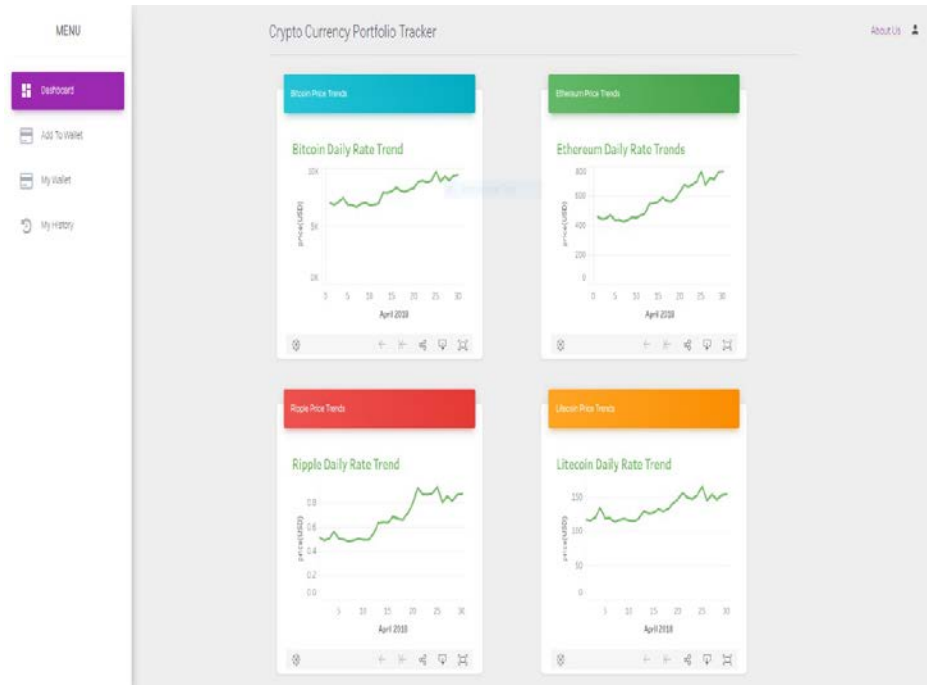 MENU
Crypto Currency Portfolio Tracker
About Us
Dashboard
Add To Wallet
My Wallet
My History
Bitcoin Price Trends
Bitcoin Daily Rate Trend
10K
5K
0K
price(USD)
0 5 10 15 20 25 30
April 2018
Ethereum Price Trends
Ethereum Daily Rate Trends
800
600
400
200
0
price(USD)
0 5 10 15 20 25 30
April 2018
Ripple Price Trends
Ripple Daily Rate Trend
0.8
0.6
0.4
0.2
0.0
price(USD)
5 10 15 20 25 30
April 2018
Litecoin Price Trends
Litecoin Daily Rate Trend
150
100
50
0
price(USD)
5 10 15 20 25 30
April 2018